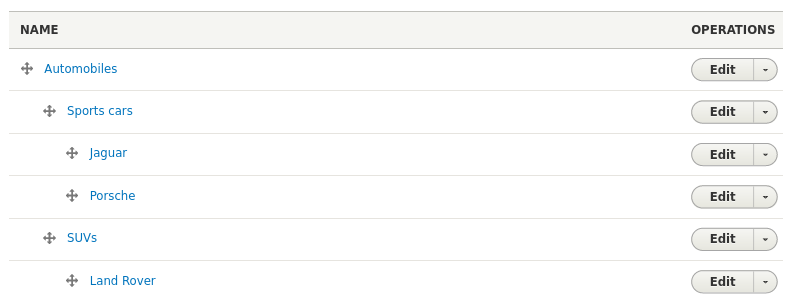 NAME OPERATIONS
Automobiles Edit
Sports cars Edit
Jaguar Edit
Porsche Edit
SUVs Edit
Land Rover Edit